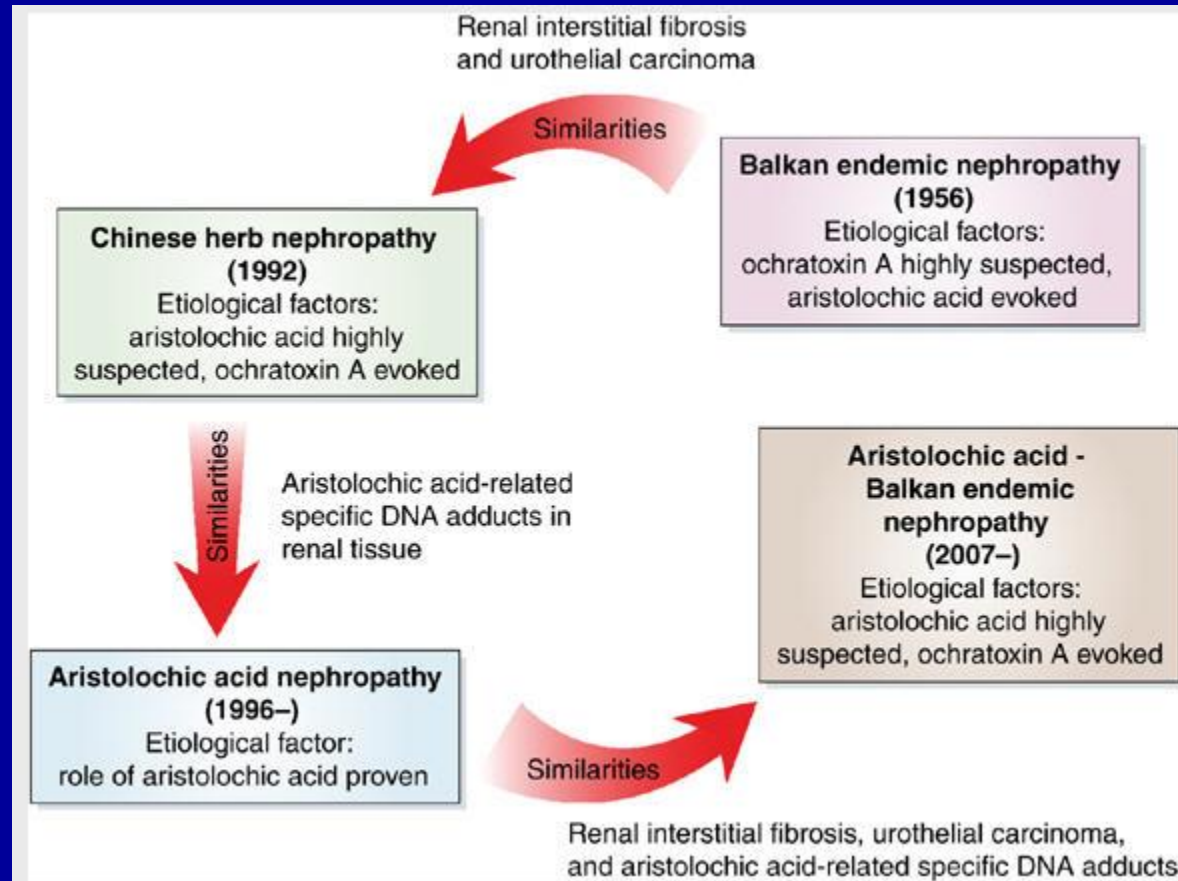 Renal interstitial fibrosis
and urothelial carcinoma
Similarities
Balkan endemic nephropathy
(1956)
Etiological factors:
ochratoxin A highly suspected,
aristolochic acid evoked
Chinese herb nephropathy
(1992)
Etiological factors:
aristolochic acid highly
suspected, ochratoxin A evoked
Similarities
Aristolochic acid-related
specific DNA adducts in
renal tissue
Aristolochic acid nephropathy
(1996–)
Etiological factor:
role of aristolochic acid proven
Similarities
Renal interstitial fibrosis, urothelial carcinoma,
and aristolochic acid-related specific DNA adducts
Aristolochic acid -
Balkan endemic
nephropathy
(2007–)
Etiological factors:
aristolochic acid highly
suspected, ochratoxin A evoked